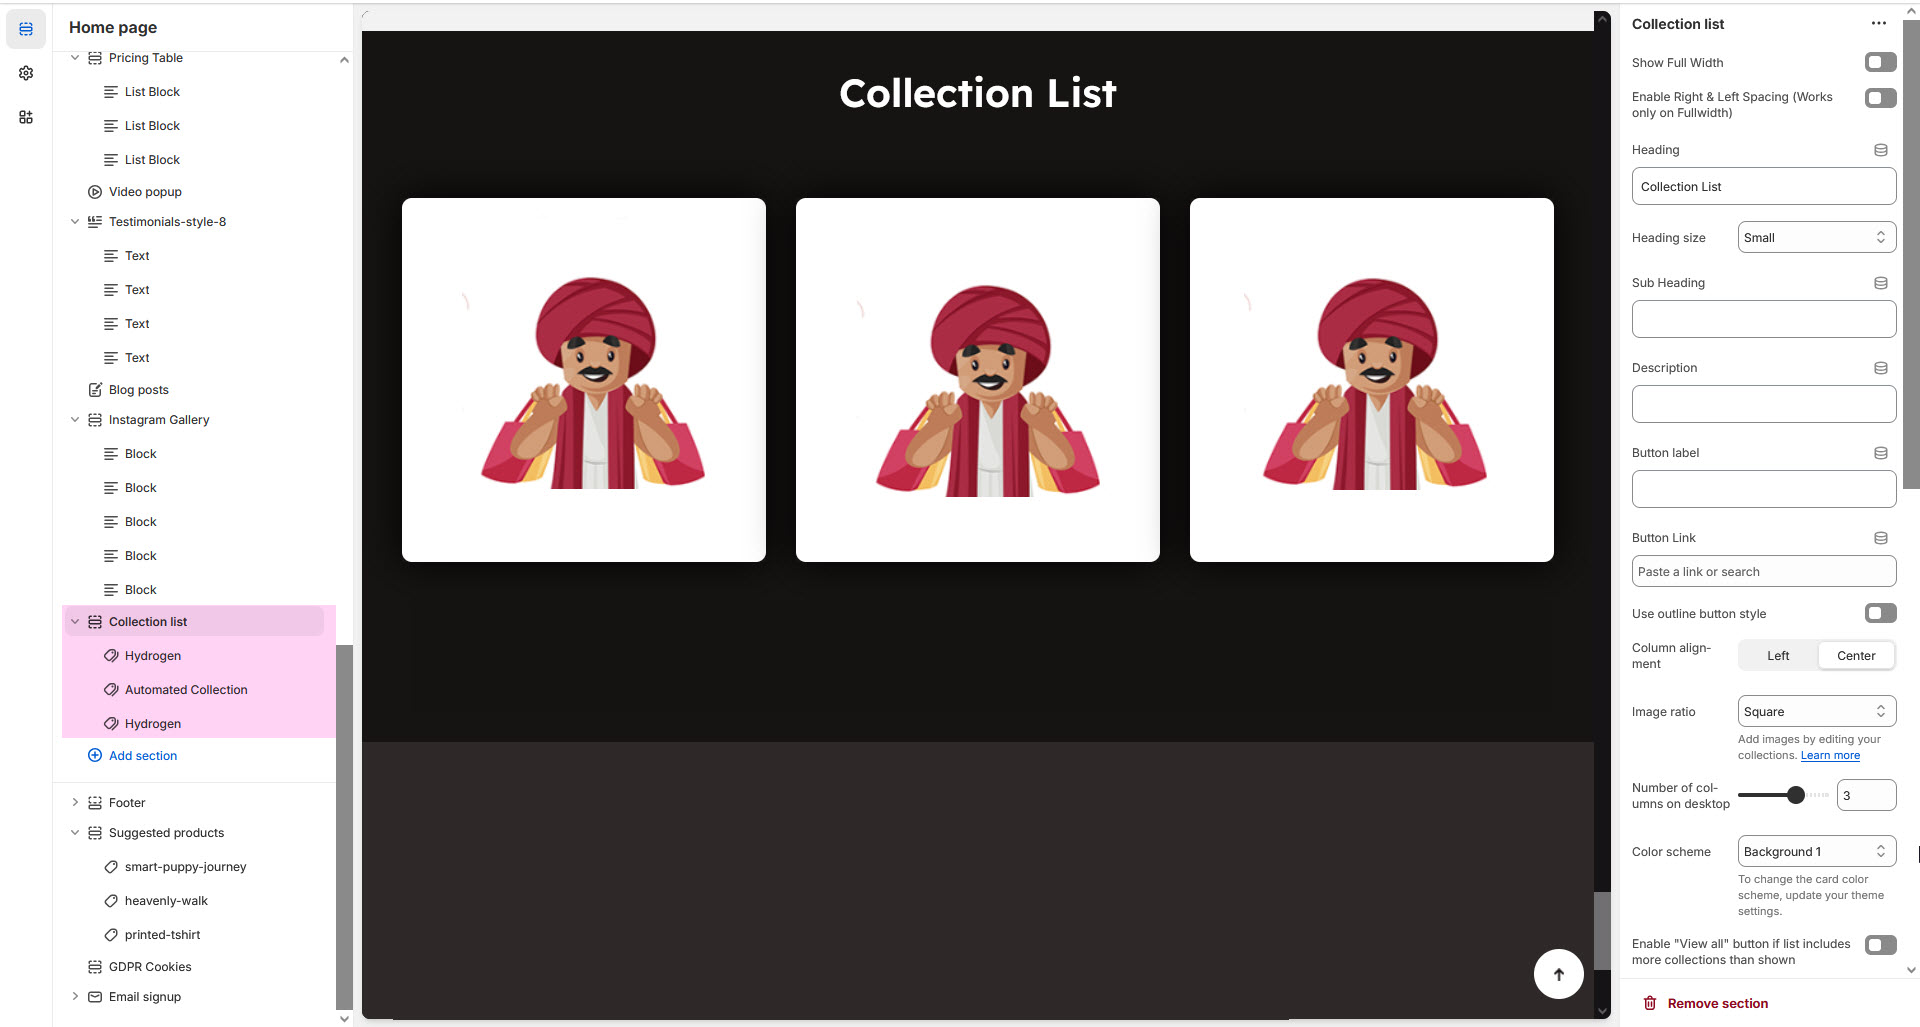 Home page
Pricing Table
List Block
List Block
List Block
Video popup
Testimonials-style-8
Text
Text
Text
Text
Blog posts
Instagram Gallery
Block
Block
Block
Block
Block
Collection list
Hydrogen
Automated Collection
Hydrogen
Add section
Footer
Suggested products
smart-puppy-journey
heavenly-walk
printed-tshirt
GDPR Cookies
Email signup
Collection List
Collection list
Show Full Width
Enable Right & Left Spacing (Works
only on Fullwidth)
Heading
Collection List
Heading size
Small
Sub Heading
Description
Button label
Button Link
Paste a link or search
Use outline button style
Column align-
ment
Left
Center
Image ratio
Square
Add images by editing your
collections. Learn more
Number of col-
umns on desktop
3
Color scheme
Background 1
To change the card color
scheme, update your theme
settings.
Enable "View all" button if list includes
more collections than shown
Remove section